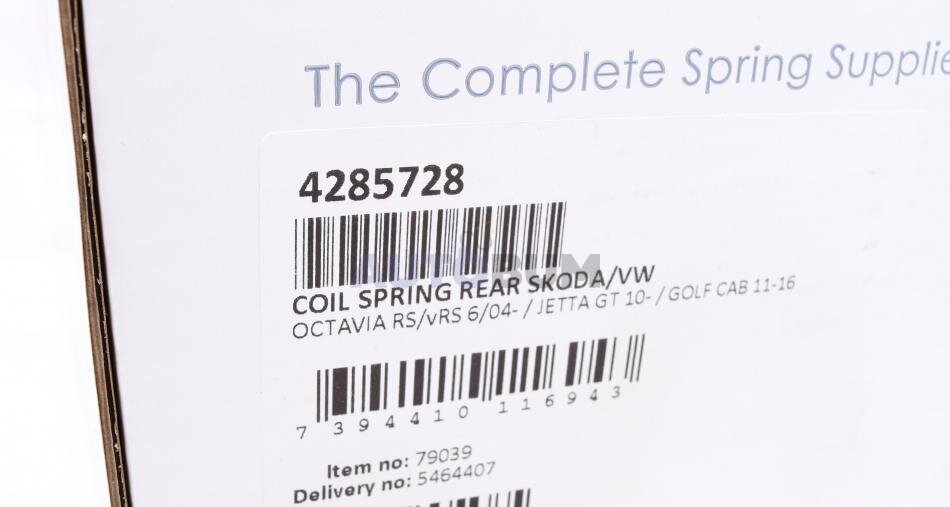 The Complete Spring Supplie
4285728
AUTOBUM
COIL SPRING REAR SKODA/VW
OCTAVIA RS/vRS 6/04- / JETTA GT 10- / GOLF CAB 11-16
7 394410 116943
Item no: 79039
Delivery no: 5464407